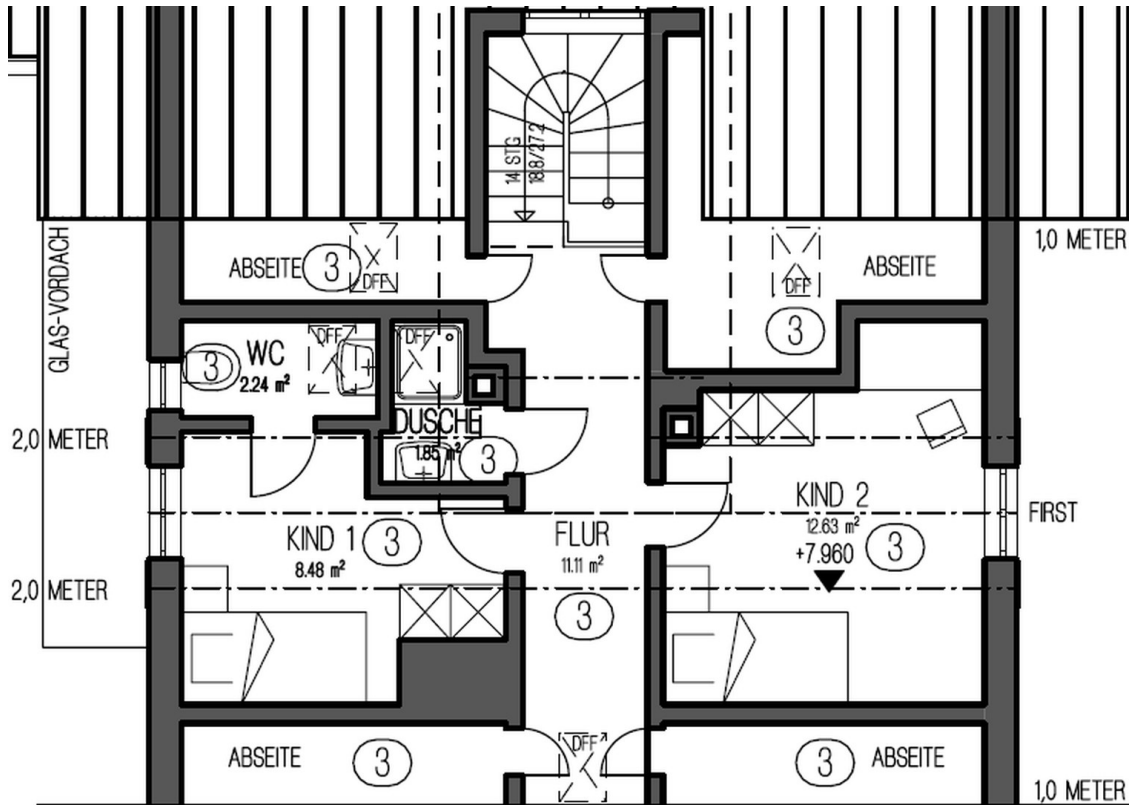 14 STG
18.8/27.2
GLAS-VORDACH
ABSEITE
3
DFF
DFF
ABSEITE
3
1,0 METER
3
WC
2.24 m²
DFF
DFF
2,0 METER
DUSCHE
1.85 m²
3
KIND 1
8.48 m²
3
FLUR
11.11 m²
3
KIND 2
12.63 m²
+7.960
3
FIRST
2,0 METER
ABSEITE
3
DFF
3
ABSEITE
1,0 METER